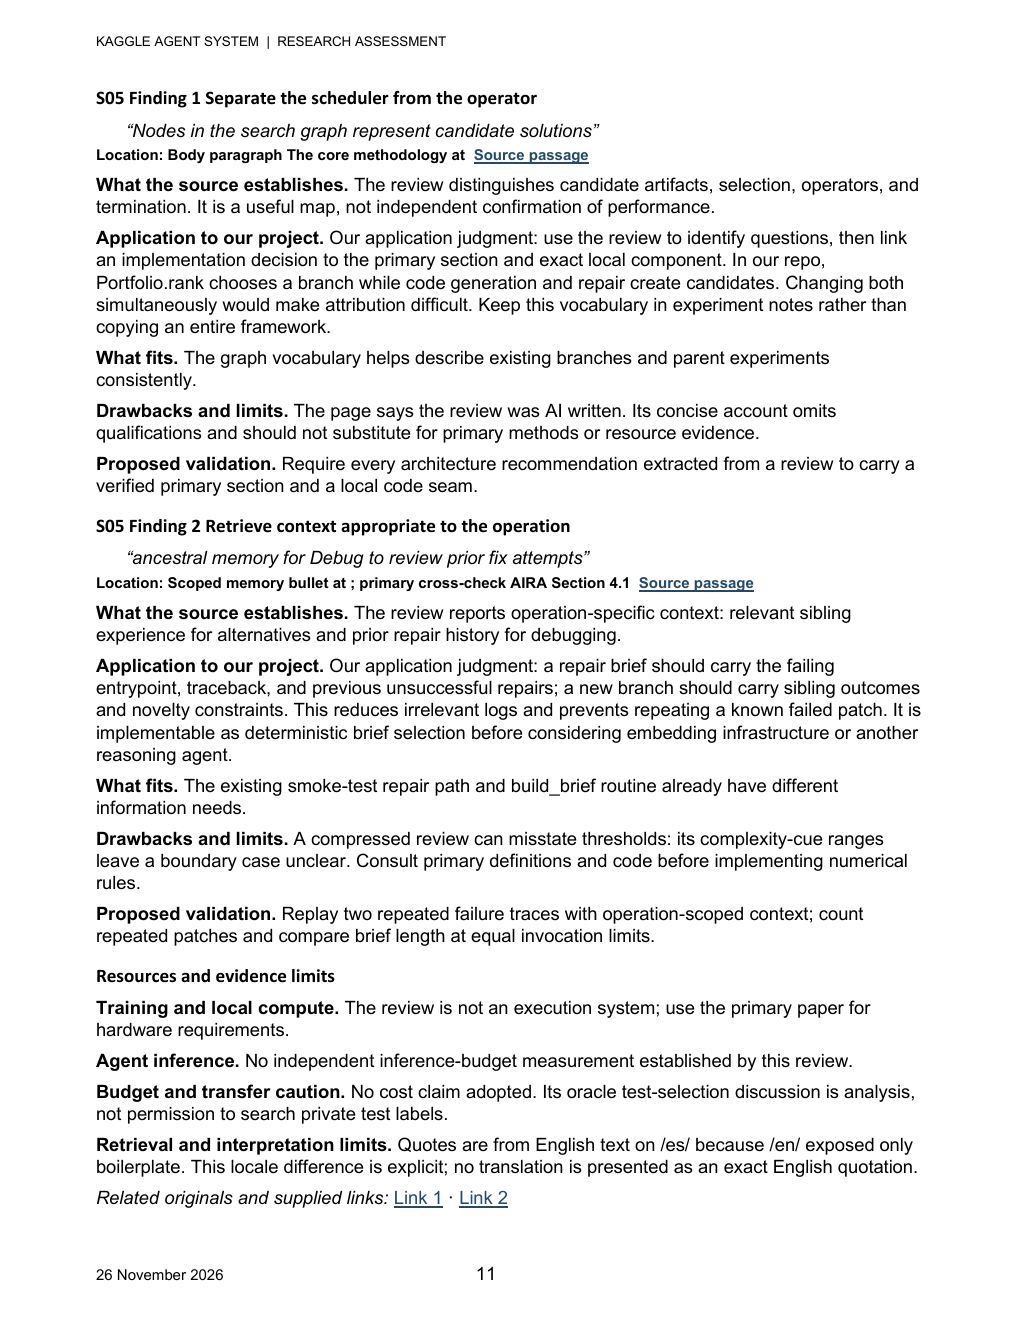 KAGGLE AGENT SYSTEM | RESEARCH ASSESSMENT
S05 Finding 1 Separate the scheduler from the operator
“Nodes in the search graph represent candidate solutions”
Location: Body paragraph The core methodology at Source passage
What the source establishes. The review distinguishes candidate artifacts, selection, operators, and
termination. It is a useful map, not independent confirmation of performance.
Application to our project. Our application judgment: use the review to identify questions, then link
an implementation decision to the primary section and exact local component. In our repo,
Portfolio.rank chooses a branch while code generation and repair create candidates. Changing both
simultaneously would make attribution difficult. Keep this vocabulary in experiment notes rather than
copying an entire framework.
What fits. The graph vocabulary helps describe existing branches and parent experiments
consistently.
Drawbacks and limits. The page says the review was AI written. Its concise account omits
qualifications and should not substitute for primary methods or resource evidence.
Proposed validation. Require every architecture recommendation extracted from a review to carry a
verified primary section and a local code seam.
S05 Finding 2 Retrieve context appropriate to the operation
“ancestral memory for Debug to review prior fix attempts”
Location: Scoped memory bullet at ; primary cross-check AIRA Section 4.1 Source passage
What the source establishes. The review reports operation-specific context: relevant sibling
experience for alternatives and prior repair history for debugging.
Application to our project. Our application judgment: a repair brief should carry the failing
entrypoint, traceback, and previous unsuccessful repairs; a new branch should carry sibling outcomes
and novelty constraints. This reduces irrelevant logs and prevents repeating a known failed patch. It is
implementable as deterministic brief selection before considering embedding infrastructure or another
reasoning agent.
What fits. The existing smoke-test repair path and build_brief routine already have different
information needs.
Drawbacks and limits. A compressed review can misstate thresholds: its complexity-cue ranges
leave a boundary case unclear. Consult primary definitions and code before implementing numerical
rules.
Proposed validation. Replay two repeated failure traces with operation-scoped context; count
repeated patches and compare brief length at equal invocation limits.
Resources and evidence limits
Training and local compute. The review is not an execution system; use the primary paper for
hardware requirements.
Agent inference. No independent inference-budget measurement established by this review.
Budget and transfer caution. No cost claim adopted. Its oracle test-selection discussion is analysis,
not permission to search private test labels.
Retrieval and interpretation limits. Quotes are from English text on /es/ because /en/ exposed only
boilerplate. This locale difference is explicit; no translation is presented as an exact English quotation.
Related originals and supplied links: Link 1 · Link 2
26 November 2026 11